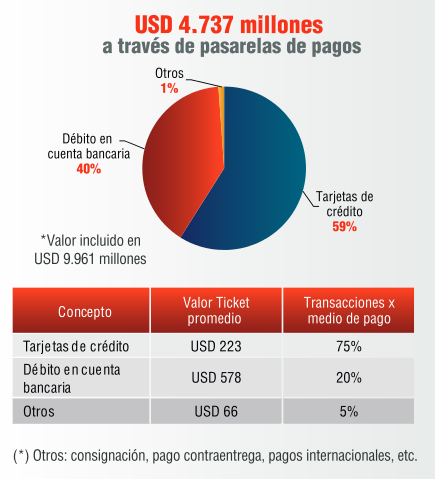 USD 4.737 millones
a través de pasarelas de pagos
Otros
1%
Débito en
cuenta bancaria
40%
Tarjetas de
crédito
59%
*Valor incluido en
USD 9.961 millones
Concepto
Valor Ticket
promedio
Transacciones x
medio de pago
Tarjetas de crédito USD 223 75%
Débito en cuenta
bancaria
USD 578 20%
Otros USD 66 5%
(*) Otros: consignación, pago contraentrega, pagos internacionales, etc.